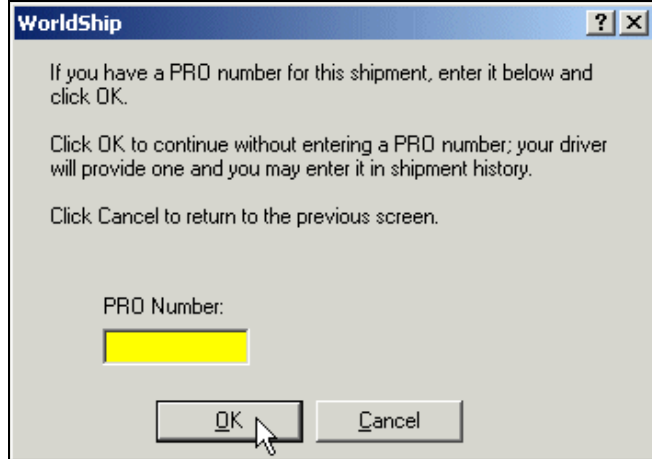 WorldShip
If you have a PRO number for this shipment, enter it below and
click OK.
Click OK to continue without entering a PRO number; your driver
will provide one and you may enter it in shipment history.
Click Cancel to return to the previous screen.
PRO Number:
OK Cancel